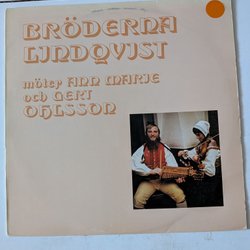 BRÖDERNA
LINDQVIST
möter ANN MARIE
och GERT
OHLSSON